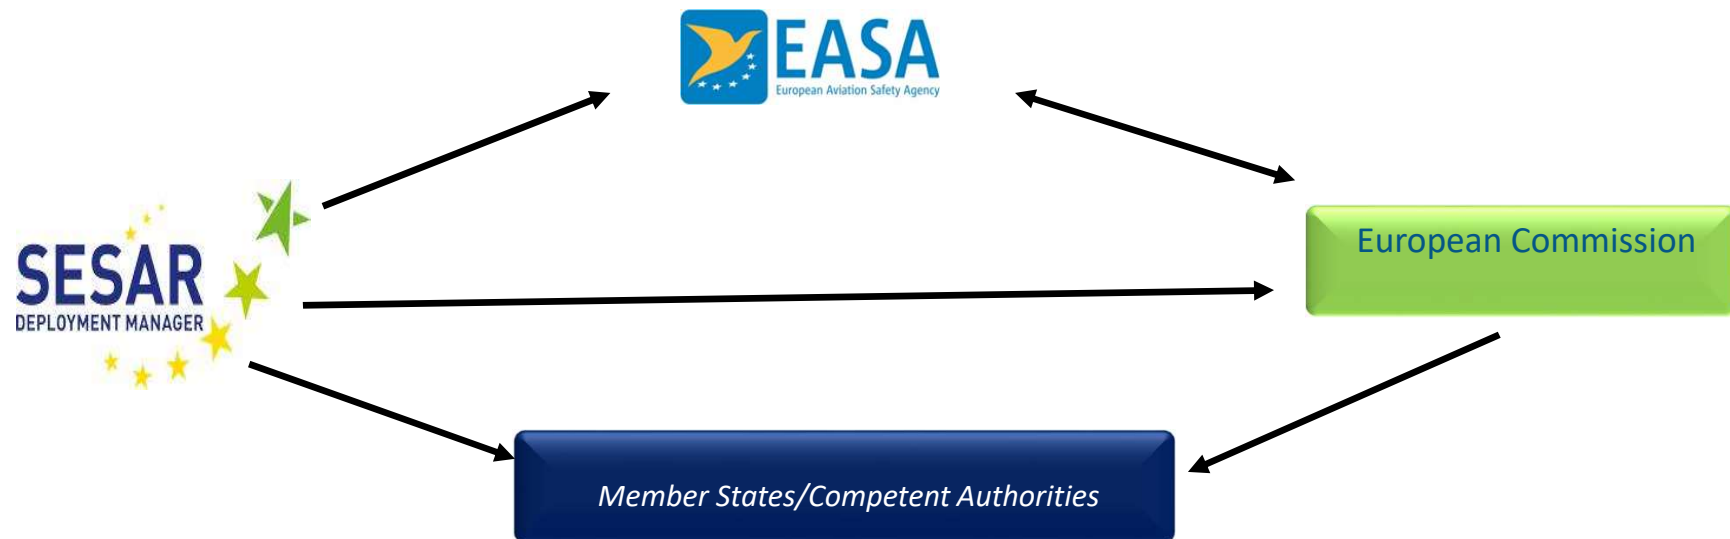 EASA
European Aviation Safety Agency
SESAR
DEPLOYMENT MANAGER
European Commission
Member States/Competent Authorities